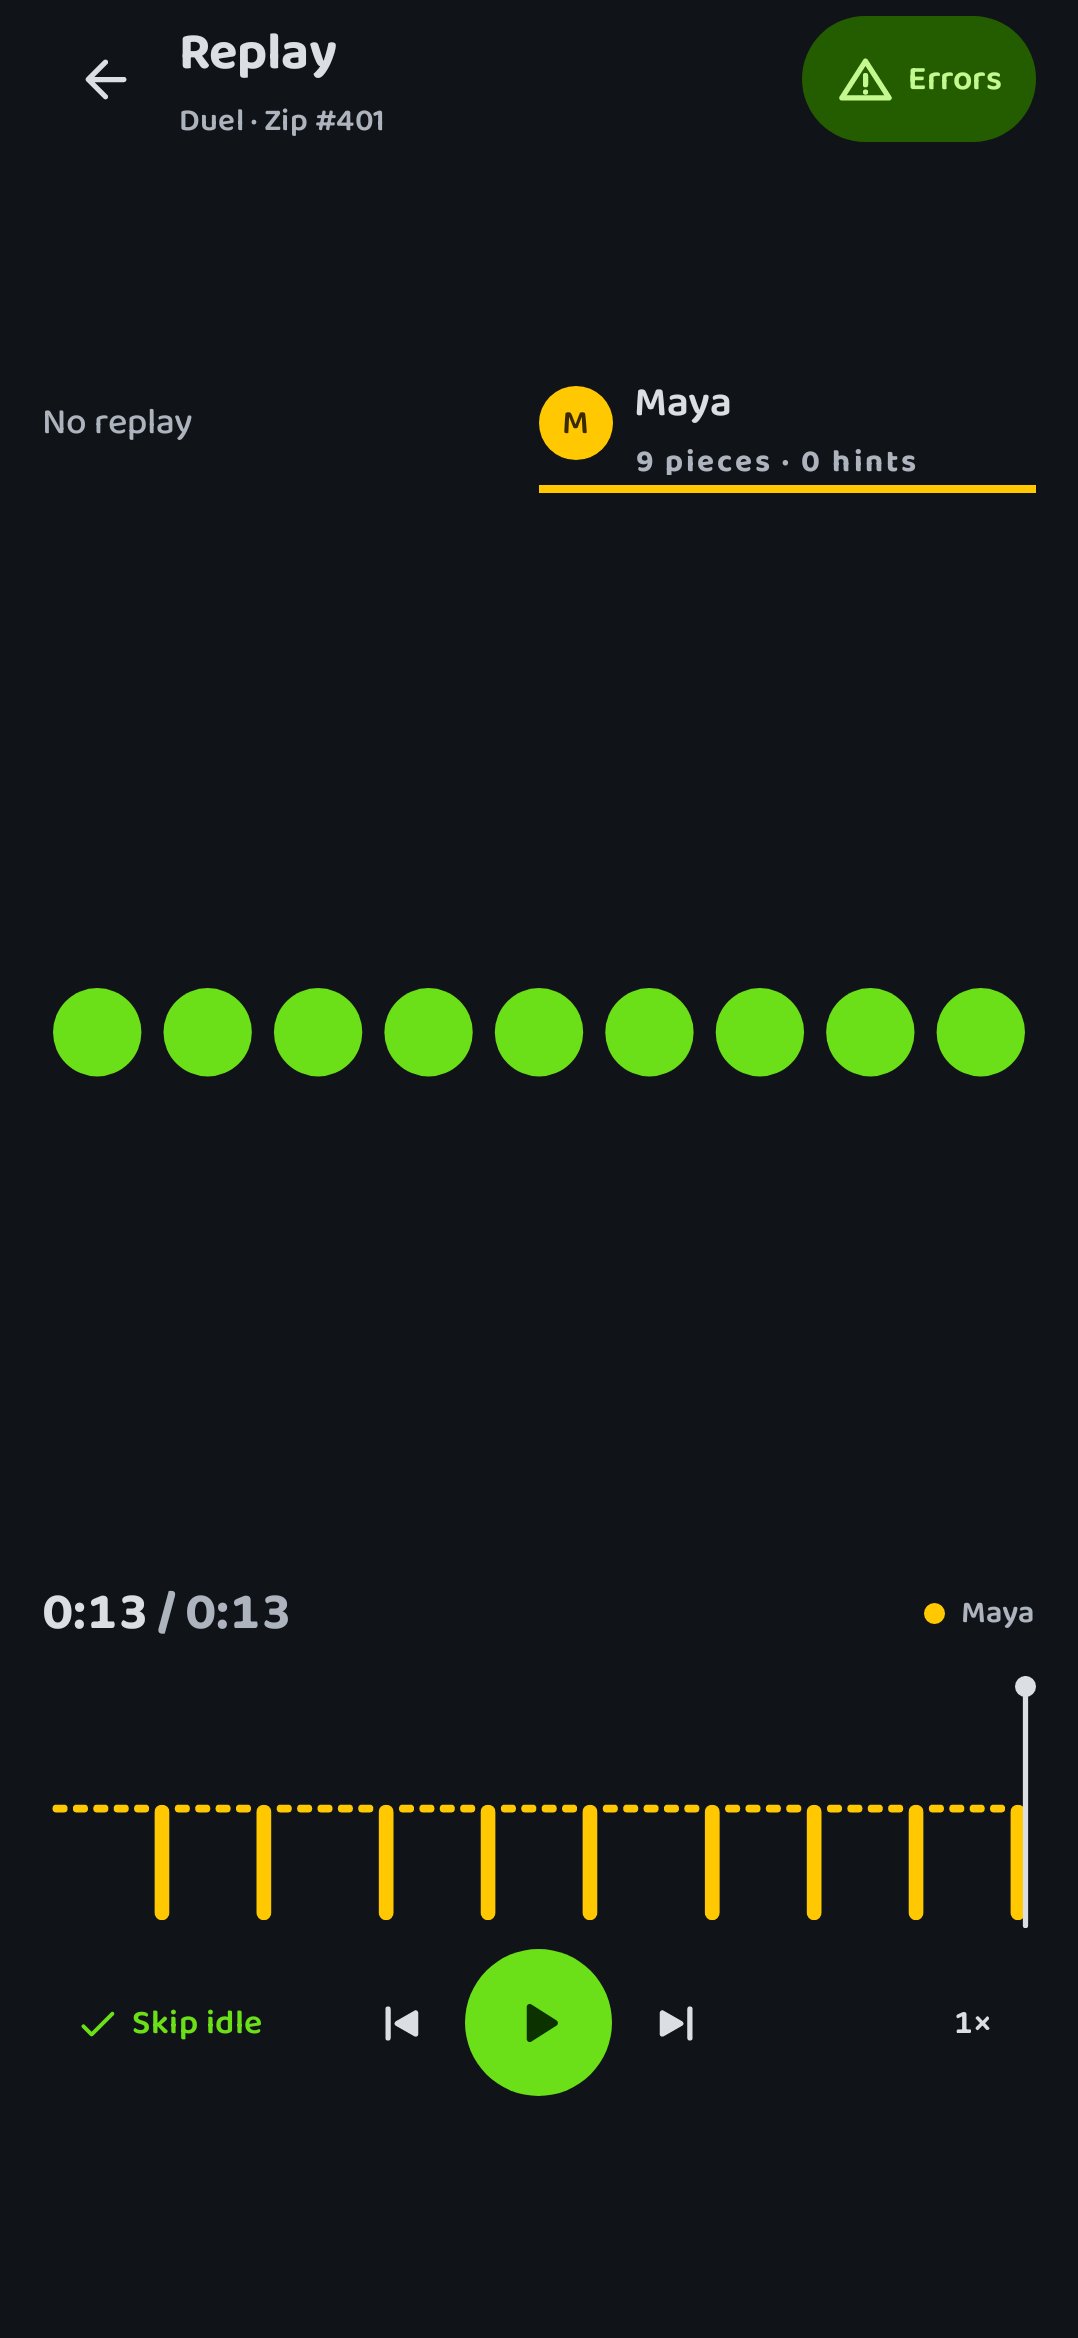 Replay
Duel · Zip #401
Errors
No replay
M
Maya
9 pieces · 0 hints
0:13 / 0:13
Maya
Skip idle
1×